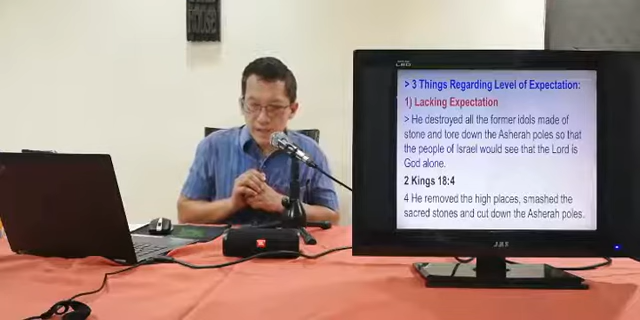 > 3 Things Regarding Level of Expectation:
1) Lacking Expectation
> He destroyed all the former idols made of
stone and tore down the Asherah poles so that
the people of Israel would see that the Lord is
God alone.
2 Kings 18:4
4 He removed the high places, smashed the
sacred stones and cut down the Asherah poles.
JBL